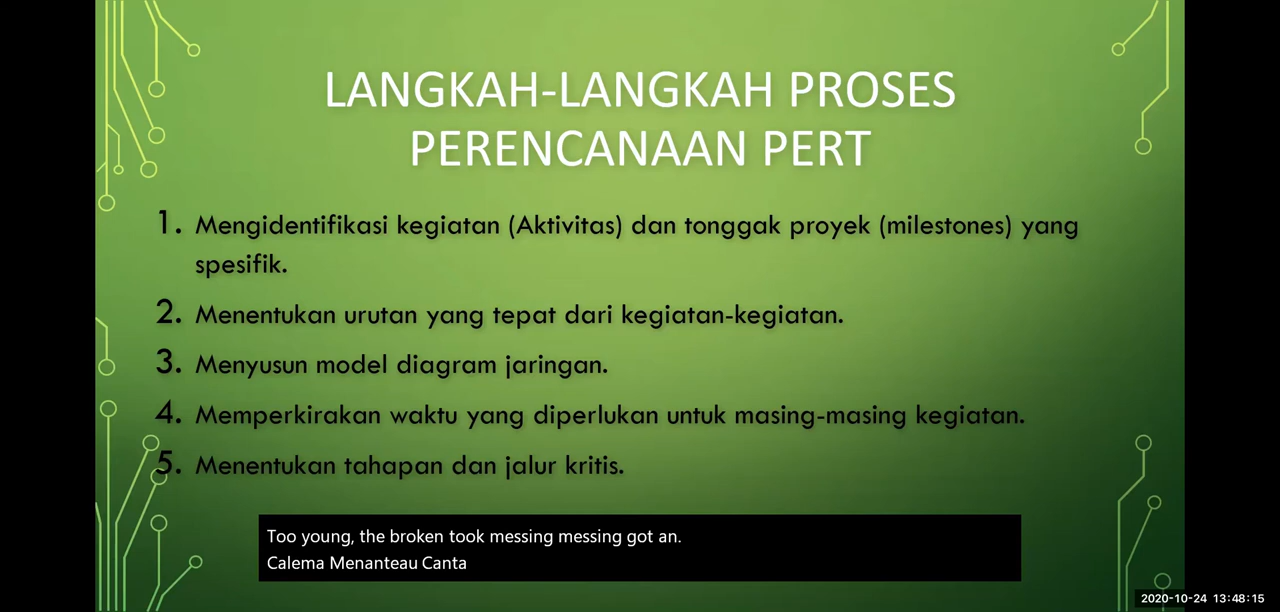 LANGKAH-LANGKAH PROSES
PERENCANAAN PERT
1. Mengidentifikasi kegiatan (Aktivitas) dan tonggak proyek (milestones) yang
spesifik.
2. Menentukan urutan yang tepat dari kegiatan-kegiatan.
3. Menyusun model diagram jaringan.
4. Memperkirakan waktu yang diperlukan untuk masing-masing kegiatan.
5. Menentukan tahapan dan jalur kritis.
Too young, the broken took messing messing got an.
Calema Menanteau Canta
2020-10-24 13:48:15